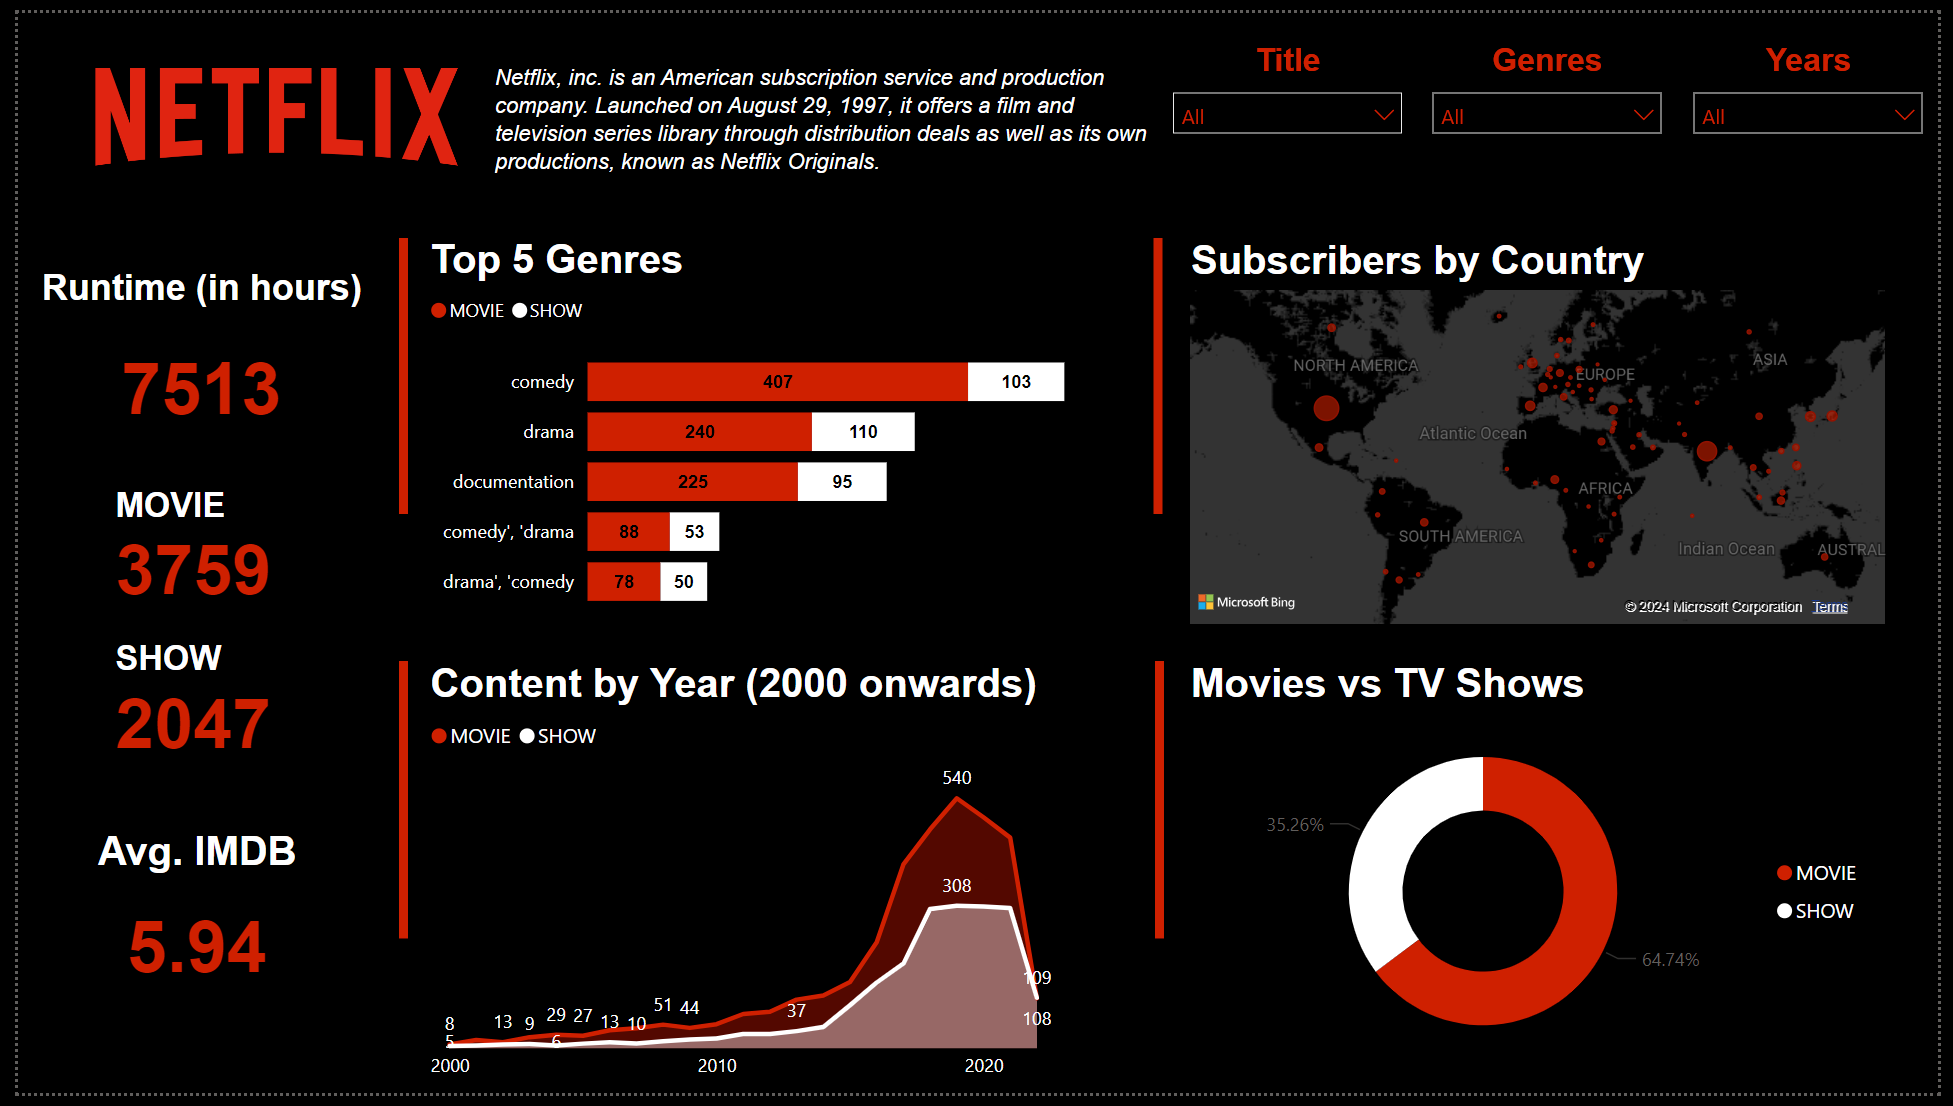 NETFLIX
Netflix, inc. is an American subscription service and production
company. Launched on August 29, 1997, it offers a film and
television series library through distribution deals as well as its own
productions, known as Netflix Originals.
Title
Genres
Years
All
All
All
Runtime (in hours)
7513
MOVIE
3759
SHOW
2047
Avg. IMDB
5.94
Top 5 Genres
MOVIE SHOW
comedy 407 103
drama 240 110
documentation 225 95
comedy', 'drama 88 53
drama', 'comedy 78 50
Subscribers by Country
NORTH AMERICA
EUROPE
ASIA
Atlantic Ocean
AFRICA
SOUTH AMERICA
Indian Ocean
AUSTRAL
Microsoft Bing
© 2024 Microsoft Corporation Terms
Content by Year (2000 onwards)
MOVIE SHOW
540
308
109
108
8 13 9 29 27 13 10 51 44 37
5 6
2000 2010 2020
Movies vs TV Shows
35.26%
64.74%
MOVIE
SHOW